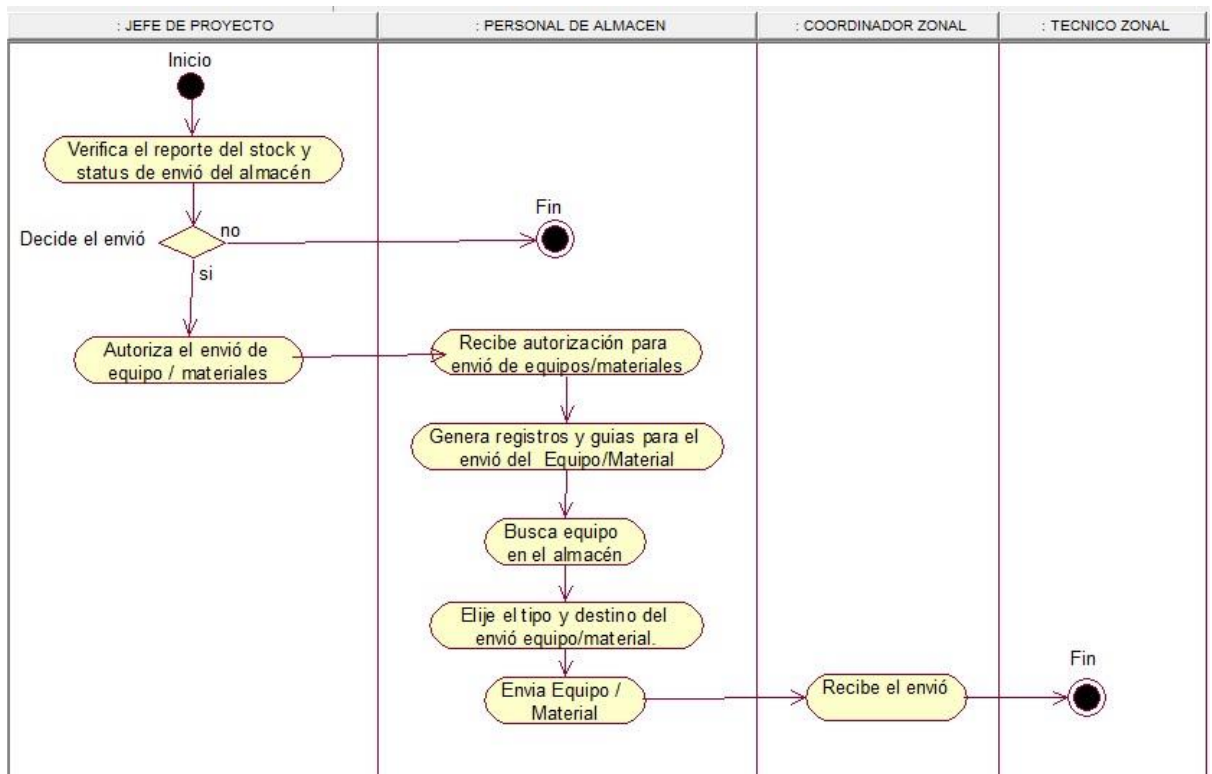 : JEFE DE PROYECTO
: PERSONAL DE ALMACEN
: COORDINADOR ZONAL
: TECNICO ZONAL
Inicio
Verifica el reporte del stock y
status de envió del almacén
Decide el envió
no
Fin
si
Autoriza el envió de
equipo / materiales
Recibe autorización para
envió de equipos/materiales
Genera registros y guias para el
envió del Equipo/Material
Busca equipo
en el almacén
Elije el tipo y destino del
envió equipo/material.
Envia Equipo /
Material
Recibe el envió
Fin